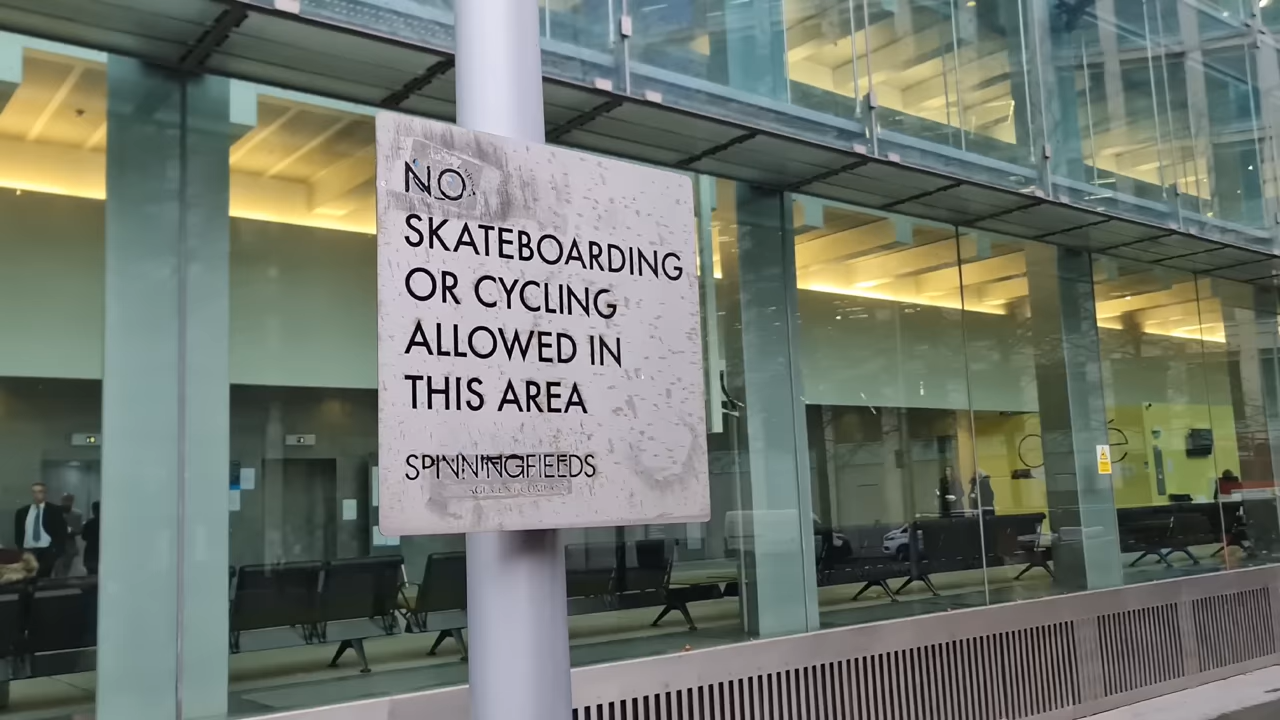 NO
SKATEBOARDING
OR CYCLING
ALLOWED IN
THIS AREA
SPINNINGFIELDS